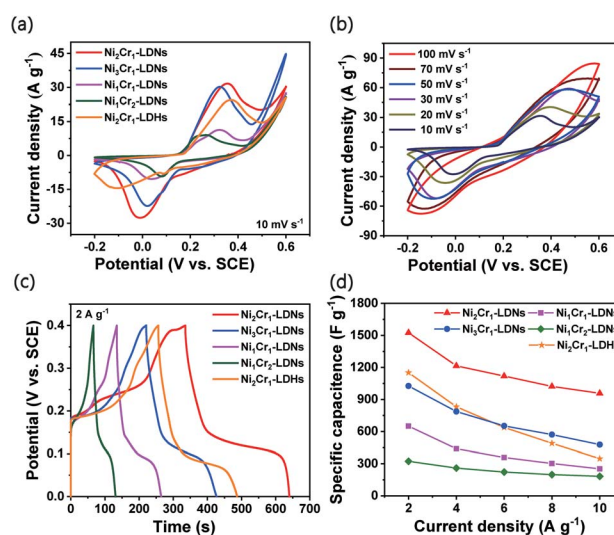 (a)
Ni₂Cr₁-LDNs
Ni₃Cr₁-LDNs
Ni₁Cr₁-LDNs
Ni₁Cr₂-LDNs
Ni₂Cr₁-LDHs
10 mV s⁻¹
45
30
15
0
-15
-30
Current density (A g⁻¹)
-0.2 0.0 0.2 0.4 0.6
Potential (V vs. SCE)
(b)
100 mV s⁻¹
70 mV s⁻¹
50 mV s⁻¹
30 mV s⁻¹
20 mV s⁻¹
10 mV s⁻¹
90
60
30
0
-30
-60
-90
Current density (A g⁻¹)
-0.2 0.0 0.2 0.4 0.6
Potential (V vs. SCE)
(c)
2 A g⁻¹
Ni₂Cr₁-LDNs
Ni₃Cr₁-LDNs
Ni₁Cr₁-LDNs
Ni₁Cr₂-LDNs
Ni₂Cr₁-LDHs
0.4
0.3
0.2
0.1
0.0
Potential (V vs. SCE)
0 100 200 300 400 500 600 700
Time (s)
(d)
Ni₂Cr₁-LDNs Ni₁Cr₁-LDNs
Ni₃Cr₁-LDNs Ni₁Cr₂-LDNs
Ni₂Cr₁-LDHs
1800
1500
1200
900
600
300
0
Specific capacitence (F g⁻¹)
2 4 6 8 10
Current density (A g⁻¹)